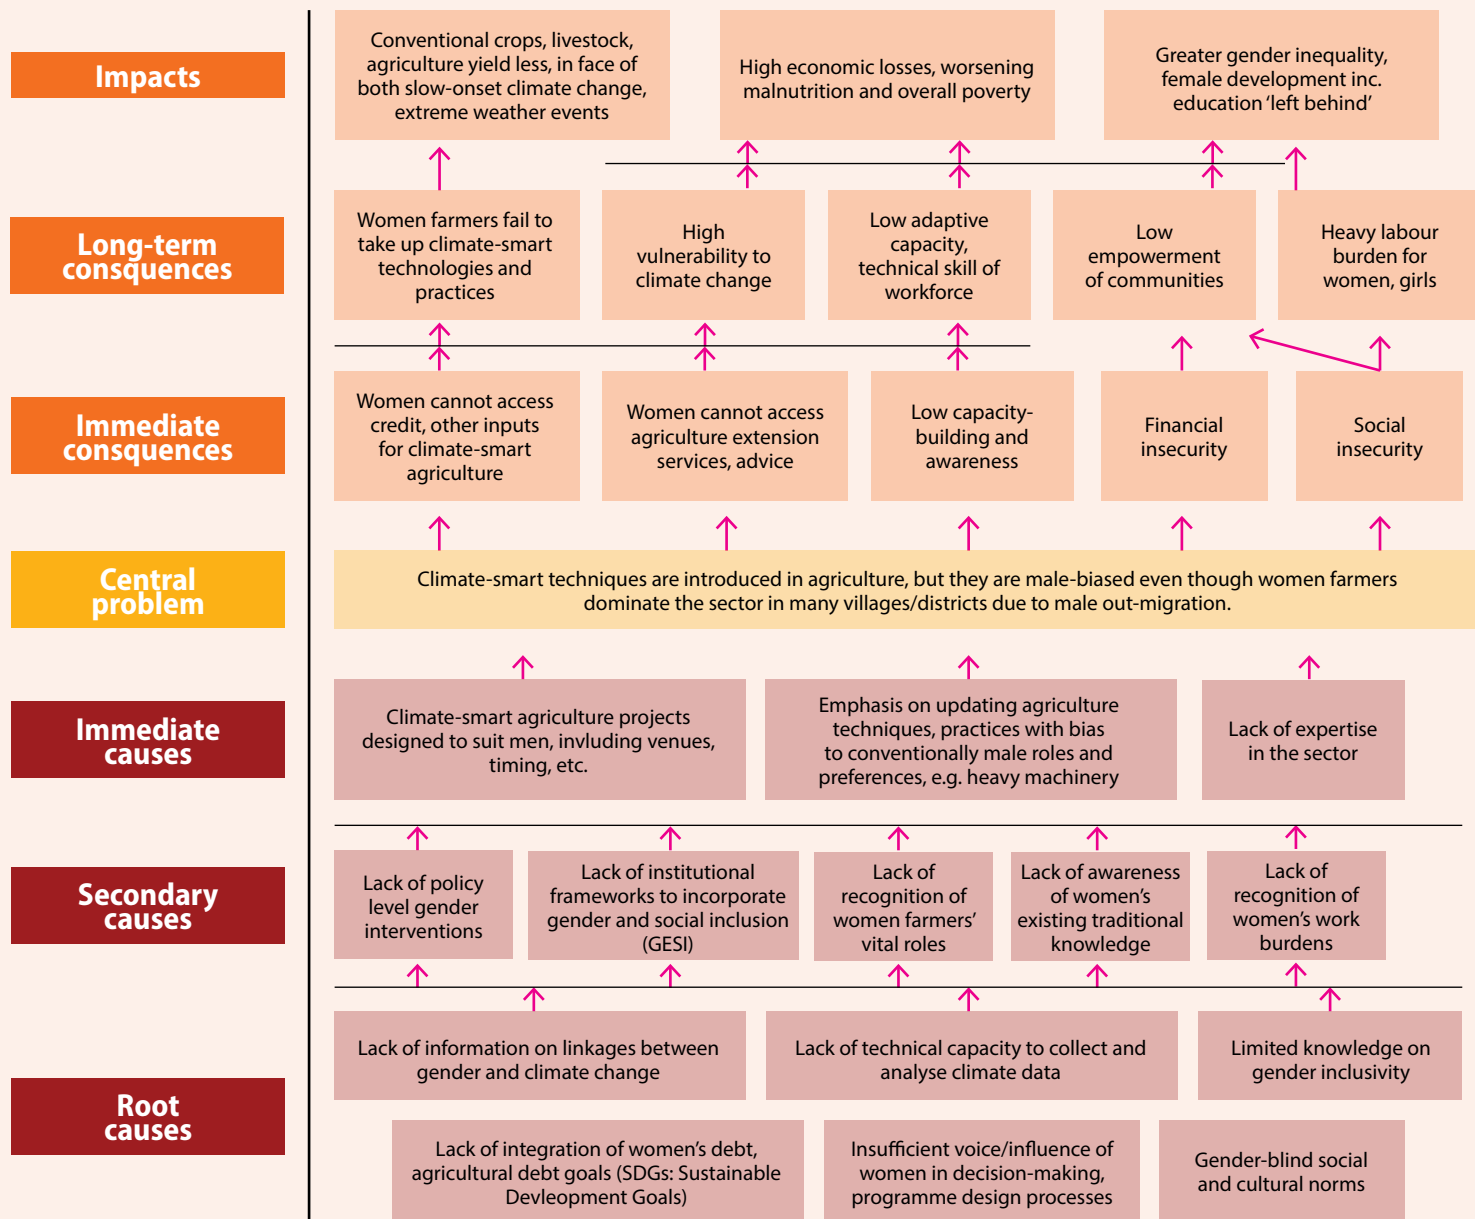 Impacts
Conventional crops, livestock,
agriculture yield less, in face of
both slow-onset climate change,
extreme weather events
High economic losses, worsening
malnutrition and overall poverty
Greater gender inequality,
female development inc.
education ‘left behind’
Long-term
consquences
Women farmers fail to
take up climate-smart
technologies and
practices
High
vulnerability to
climate change
Low adaptive
capacity,
technical skill of
workforce
Low
empowerment
of communities
Heavy labour
burden for
women, girls
Immediate
consquences
Women cannot access
credit, other inputs
for climate-smart
agriculture
Women cannot access
agriculture extension
services, advice
Low capacity-
building and
awareness
Financial
insecurity
Social
insecurity
Central
problem
Climate-smart techniques are introduced in agriculture, but they are male-biased even though women farmers
dominate the sector in many villages/districts due to male out-migration.
Immediate
causes
Climate-smart agriculture projects
designed to suit men, invluding venues,
timing, etc.
Emphasis on updating agriculture
techniques, practices with bias
to conventionally male roles and
preferences, e.g. heavy machinery
Lack of expertise
in the sector
Secondary
causes
Lack of policy
level gender
interventions
Lack of institutional
frameworks to incorporate
gender and social inclusion
(GESI)
Lack of
recognition of
women farmers’
vital roles
Lack of awareness
of women’s
existing traditional
knowledge
Lack of
recognition of
women’s work
burdens
Root
causes
Lack of information on linkages between
gender and climate change
Lack of technical capacity to collect and
analyse climate data
Limited knowledge on
gender inclusivity
Lack of integration of women’s debt,
agricultural debt goals (SDGs: Sustainable
Devleopment Goals)
Insufficient voice/influence of
women in decision-making,
programme design processes
Gender-blind social
and cultural norms